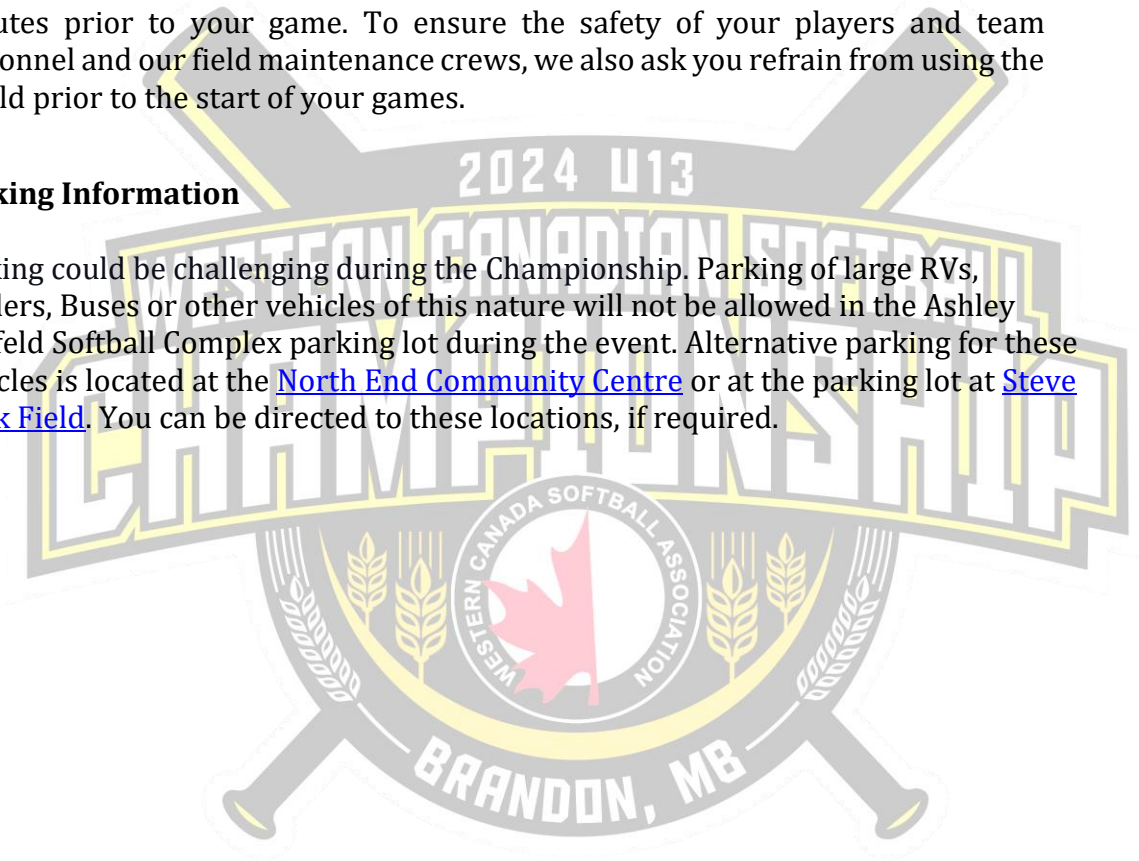 utes prior to your game. To ensure the safety of your players and team
onnel and our field maintenance crews, we also ask you refrain from using the
ld prior to the start of your games.
king Information
king could be challenging during the Championship. Parking of large RVs,
lers, Buses or other vehicles of this nature will not be allowed in the Ashley
feld Softball Complex parking lot during the event. Alternative parking for these
cles is located at the North End Community Centre or at the parking lot at Steve
k Field. You can be directed to these locations, if required.
2024 U13
WESTERN CANADIAN SOFTBALL
CHAMPIONSHIP
WESTERN CANADA SOFTBALL ASSOCIATION
BRANDON, MB